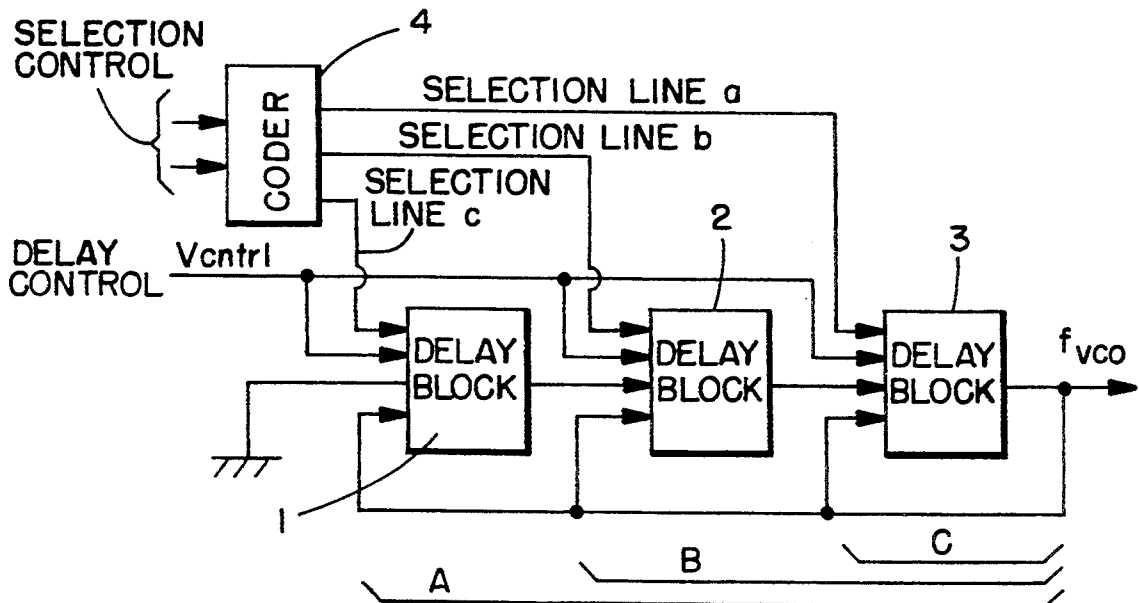 SELECTION
CONTROL
4
CODER
SELECTION LINE a
SELECTION LINE b
SELECTION
LINE c
DELAY
CONTROL
Vcntrl
2
3
DELAY
BLOCK
DELAY
BLOCK
DELAY
BLOCK
fvco
1
C
B
A